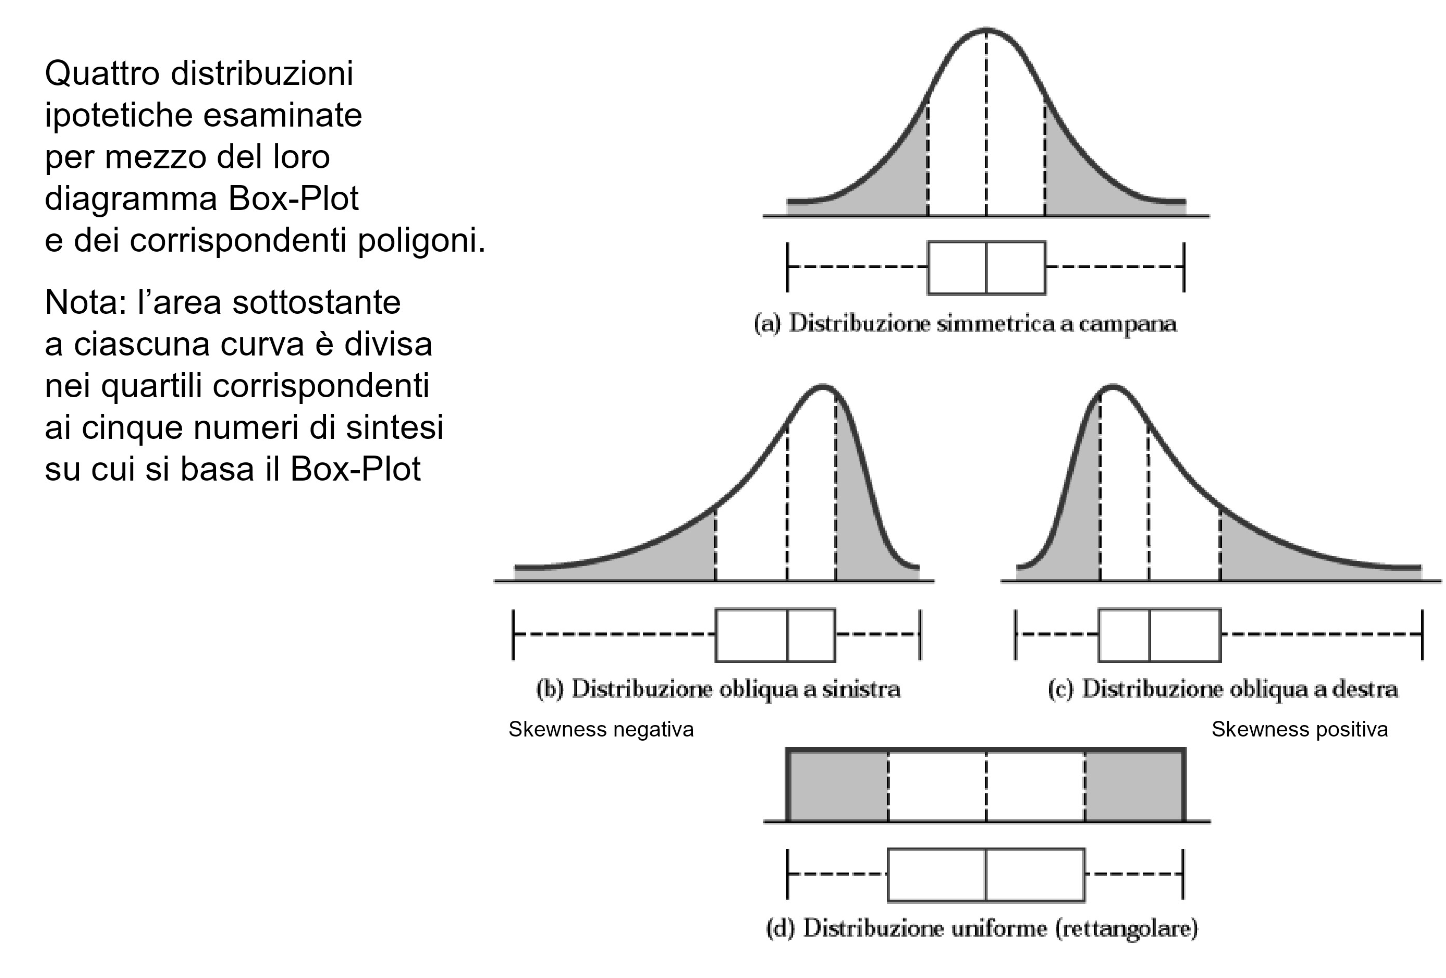 Quattro distribuzioni
ipotetiche esaminate
per mezzo del loro
diagramma Box-Plot
e dei corrispondenti poligoni.
Nota: l’area sottostante
a ciascuna curva è divisa
nei quartili corrispondenti
ai cinque numeri di sintesi
su cui si basa il Box-Plot
(a) Distribuzione simmetrica a campana
(b) Distribuzione obliqua a sinistra
(c) Distribuzione obliqua a destra
Skewness negativa
Skewness positiva
(d) Distribuzione uniforme (rettangolare)